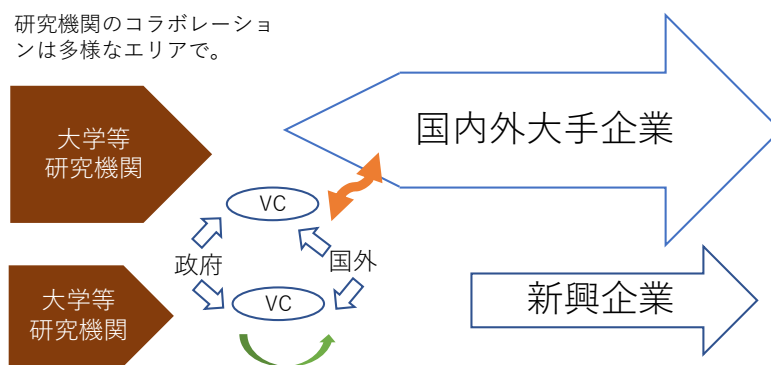 研究機関のコラボレーショ
ンは多様なエリアで。
大学等
研究機関
国内外大手企業
VC
政府
国外
VC
大学等
研究機関
新興企業